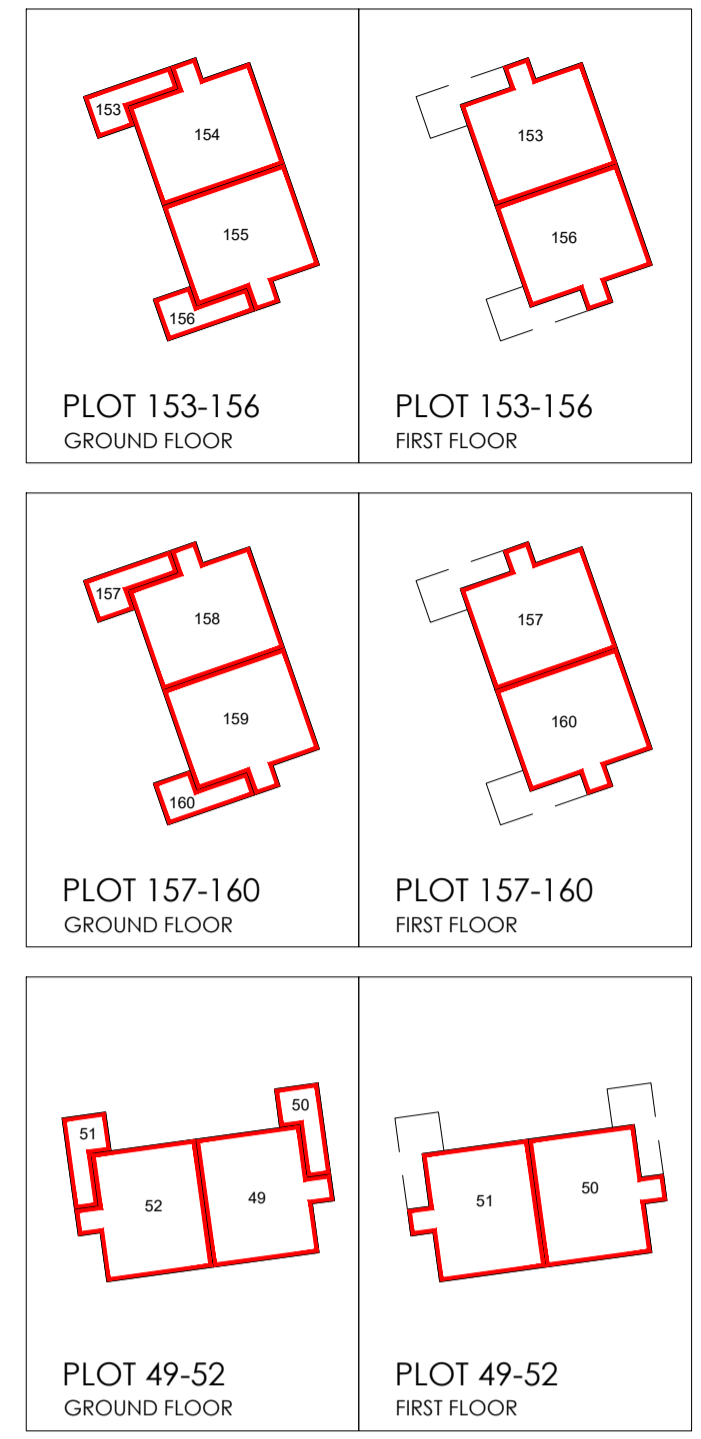 153
154
155
156
PLOT 153-156
GROUND FLOOR
153
156
PLOT 153-156
FIRST FLOOR
157
158
159
160
PLOT 157-160
GROUND FLOOR
157
160
PLOT 157-160
FIRST FLOOR
51
50
52
49
PLOT 49-52
GROUND FLOOR
51
50
PLOT 49-52
FIRST FLOOR